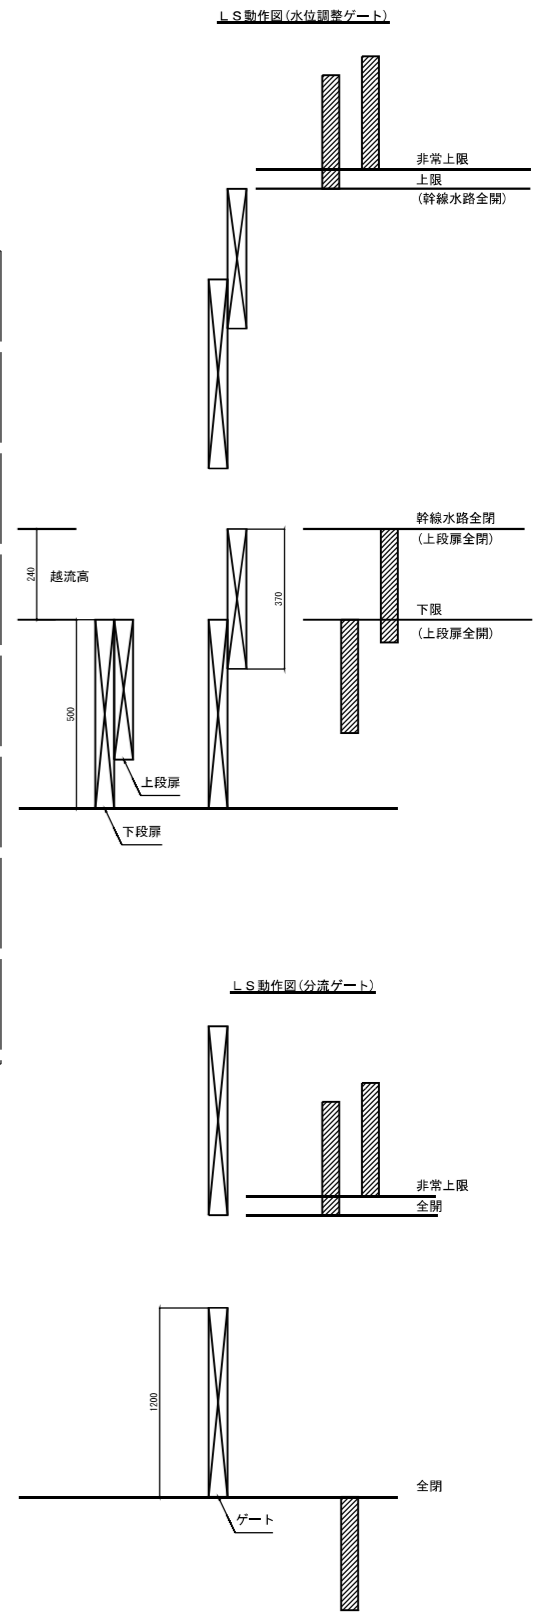 ＬＳ動作図(水位調整ゲート)
非常上限
上限
(幹線水路全開)
幹線水路全閉
(上段扉全閉)
240
越流高
370
下限
(上段扉全開)
500
上段扉
下段扉
ＬＳ動作図(分流ゲート)
非常上限
全開
1200
全閉
ゲート